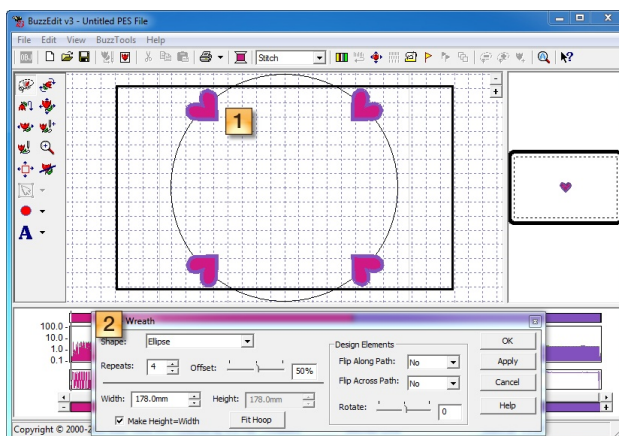 BuzzEdit v3 - Untitled PES File
File Edit View BuzzTools Help
Stitch
1
A
100.0
10.0
1.0
0.1
2
Wreath
Shape: Ellipse
Repeats: 4 Offset: 50%
Width: 178.0mm Height: 178.0mm
Make Height=Width Fit Hoop
Design Elements
Flip Along Path: No
Flip Across Path: No
Rotate: 0
OK
Apply
Cancel
Help
Copyright © 2000-2